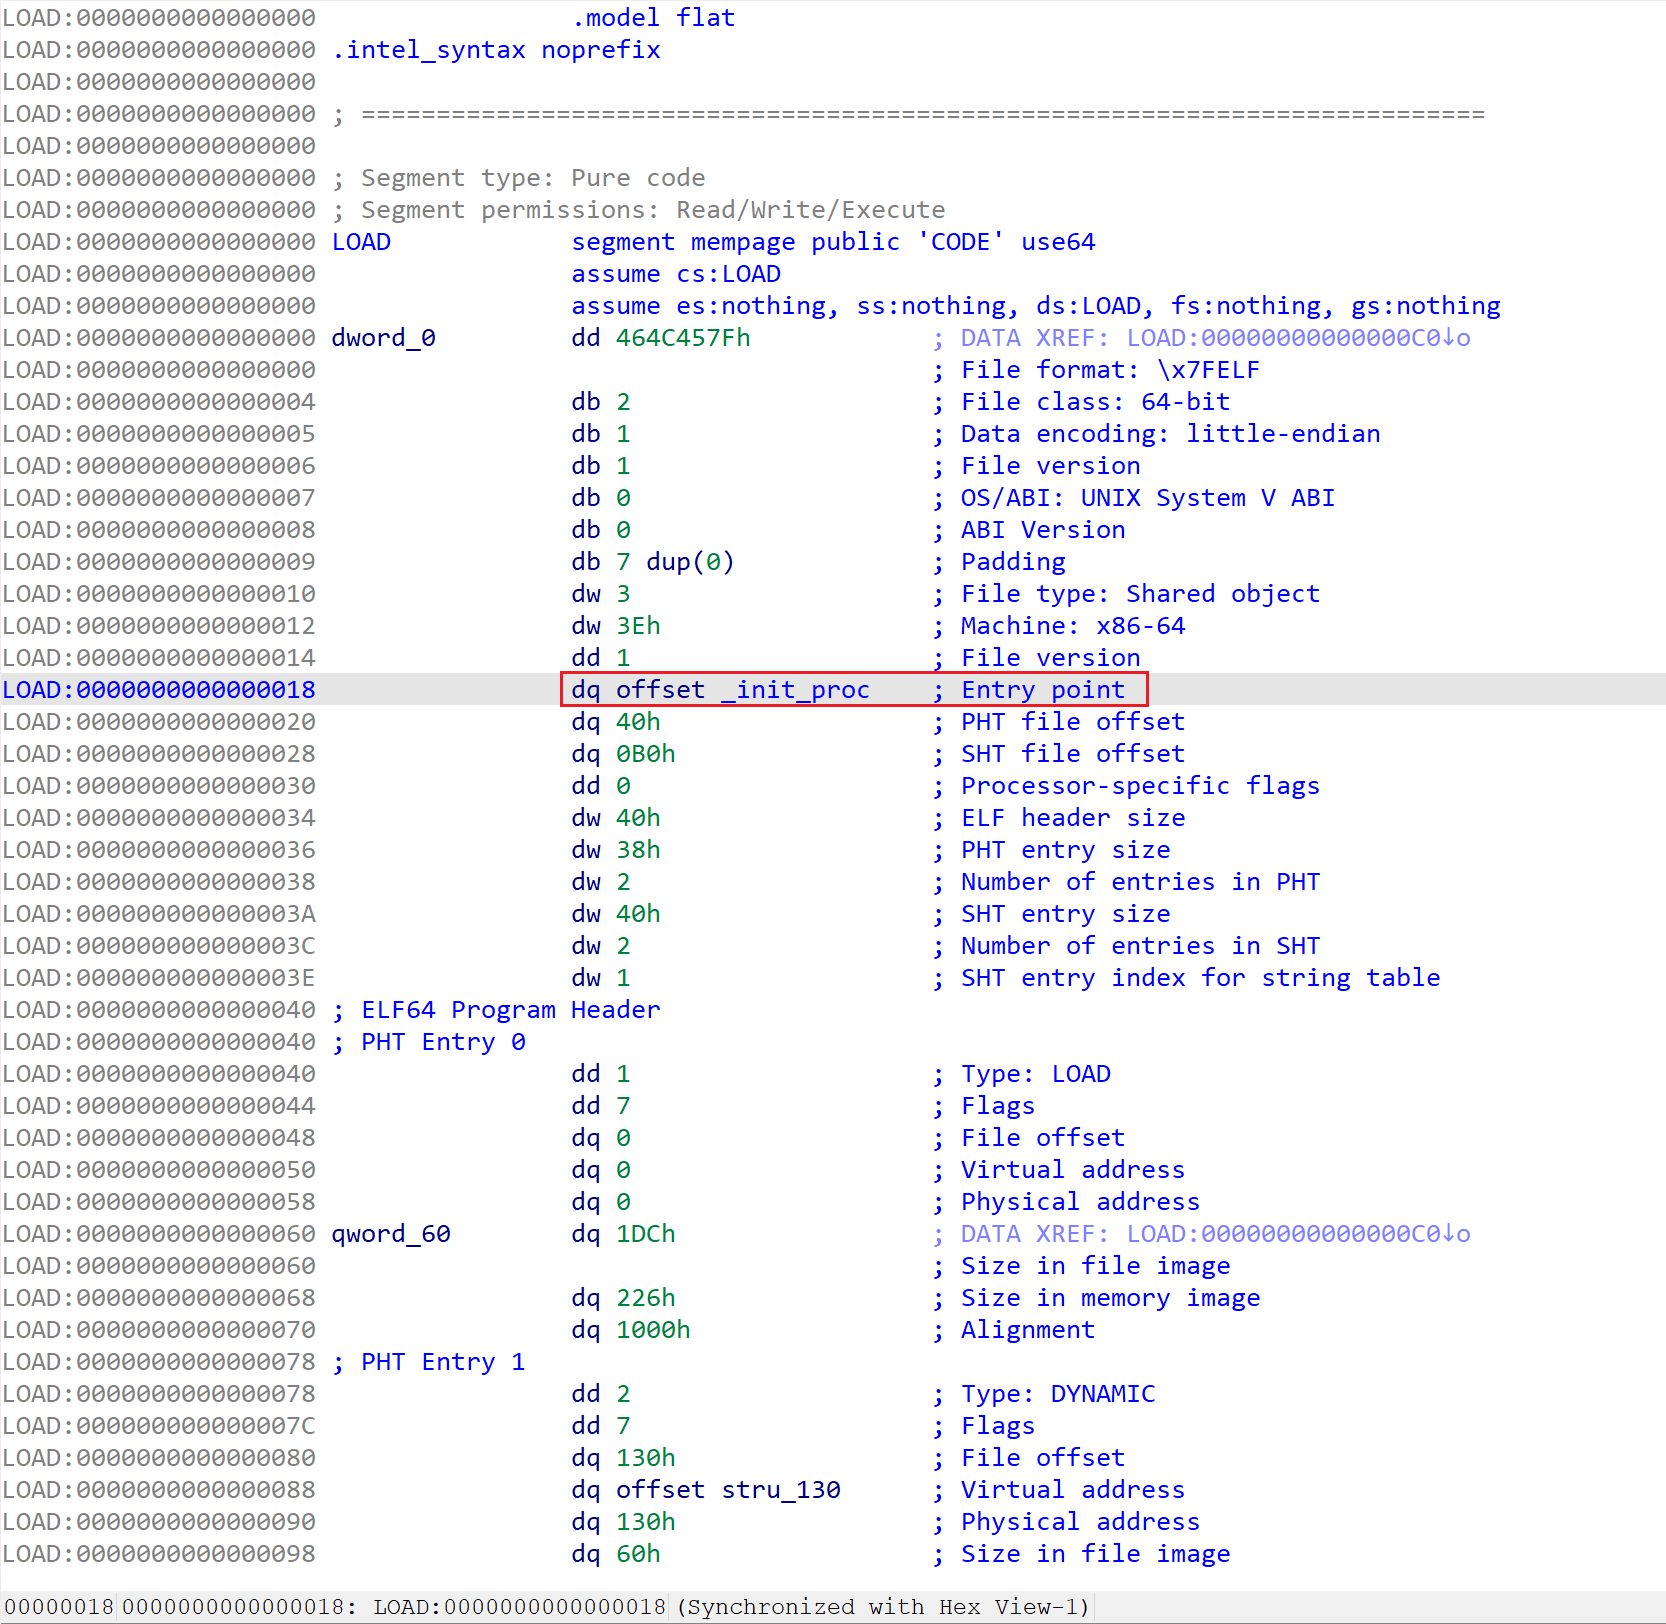 LOAD:0000000000000000 .model flat
LOAD:0000000000000000 .intel_syntax noprefix
LOAD:0000000000000000
LOAD:0000000000000000 ; ===========================================================================
LOAD:0000000000000000
LOAD:0000000000000000 ; Segment type: Pure code
LOAD:0000000000000000 ; Segment permissions: Read/Write/Execute
LOAD:0000000000000000 LOAD segment mempage public 'CODE' use64
LOAD:0000000000000000 assume cs:LOAD
LOAD:0000000000000000 assume es:nothing, ss:nothing, ds:LOAD, fs:nothing, gs:nothing
LOAD:0000000000000000 dword_0 dd 464C457Fh ; DATA XREF: LOAD:00000000000000C0↓o
LOAD:0000000000000000 ; File format: \x7FELF
LOAD:0000000000000004 db 2 ; File class: 64-bit
LOAD:0000000000000005 db 1 ; Data encoding: little-endian
LOAD:0000000000000006 db 1 ; File version
LOAD:0000000000000007 db 0 ; OS/ABI: UNIX System V ABI
LOAD:0000000000000008 db 0 ; ABI Version
LOAD:0000000000000009 db 7 dup(0) ; Padding
LOAD:0000000000000010 dw 3 ; File type: Shared object
LOAD:0000000000000012 dw 3Eh ; Machine: x86-64
LOAD:0000000000000014 dd 1 ; File version
LOAD:0000000000000018 dq offset _init_proc ; Entry point
LOAD:0000000000000020 dq 40h ; PHT file offset
LOAD:0000000000000028 dq 0B0h ; SHT file offset
LOAD:0000000000000030 dd 0 ; Processor-specific flags
LOAD:0000000000000034 dw 40h ; ELF header size
LOAD:0000000000000036 dw 38h ; PHT entry size
LOAD:0000000000000038 dw 2 ; Number of entries in PHT
LOAD:000000000000003A dw 40h ; SHT entry size
LOAD:000000000000003C dw 2 ; Number of entries in SHT
LOAD:000000000000003E dw 1 ; SHT entry index for string table
LOAD:0000000000000040 ; ELF64 Program Header
LOAD:0000000000000040 ; PHT Entry 0
LOAD:0000000000000040 dd 1 ; Type: LOAD
LOAD:0000000000000044 dd 7 ; Flags
LOAD:0000000000000048 dq 0 ; File offset
LOAD:0000000000000050 dq 0 ; Virtual address
LOAD:0000000000000058 dq 0 ; Physical address
LOAD:0000000000000060 qword_60 dq 1DCh ; DATA XREF: LOAD:00000000000000C0↓o
LOAD:0000000000000060 ; Size in file image
LOAD:0000000000000068 dq 226h ; Size in memory image
LOAD:0000000000000070 dq 1000h ; Alignment
LOAD:0000000000000078 ; PHT Entry 1
LOAD:0000000000000078 dd 2 ; Type: DYNAMIC
LOAD:000000000000007C dd 7 ; Flags
LOAD:0000000000000080 dq 130h ; File offset
LOAD:0000000000000088 dq offset stru_130 ; Virtual address
LOAD:0000000000000090 dq 130h ; Physical address
LOAD:0000000000000098 dq 60h ; Size in file image
00000018 0000000000000018: LOAD:0000000000000018 (Synchronized with Hex View-1)